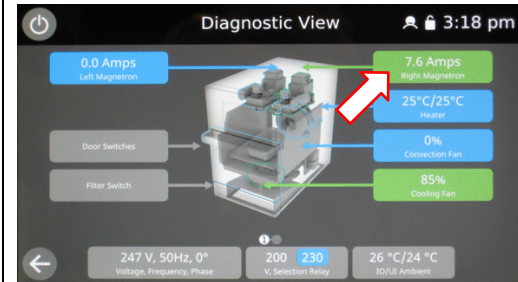 Diagnostic View
3:18 pm
0.0 Amps
Left Magnetron
7.6 Amps
Right Magnetron
25°C/25°C
Heater
Door Switches
0%
Convection Fan
Filter Switch
85%
Cooling Fan
1
247 V, 50Hz, 0°
Voltage, Frequency, Phase
200 230
V, Selection Relay
26 °C/24 °C
IO/UI Ambient